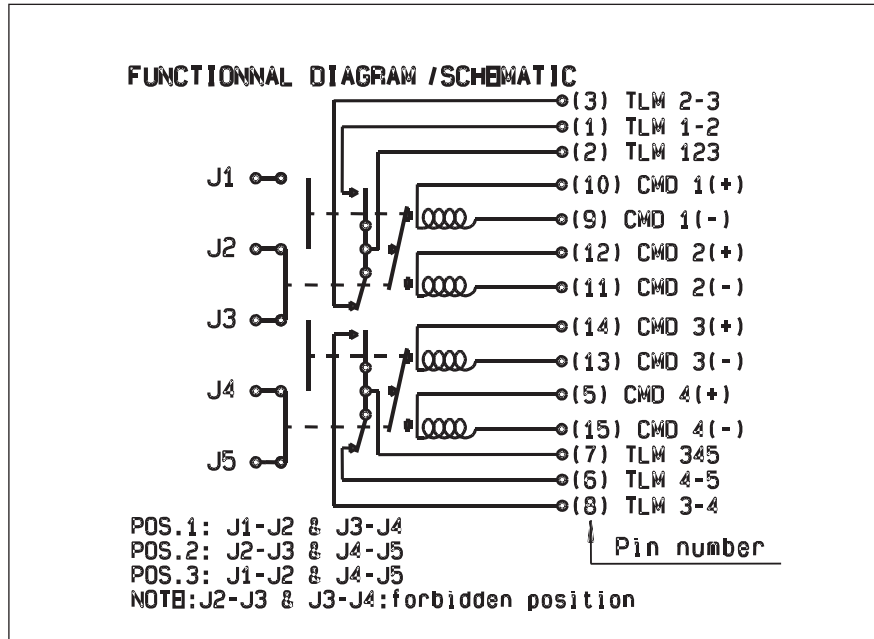 FUNCTIONNAL DIAGRAM /SCHEMATIC
(3) TLM 2-3
(1) TLM 1-2
(2) TLM 123
J1
(10) CMD 1(+)
(9) CMD 1(-)
J2
(12) CMD 2(+)
(11) CMD 2(-)
J3
(14) CMD 3(+)
(13) CMD 3(-)
J4
(5) CMD 4(+)
(15) CMD 4(-)
J5
(7) TLM 345
(6) TLM 4-5
(8) TLM 3-4
Pin number
POS.1: J1-J2 & J3-J4
POS.2: J2-J3 & J4-J5
POS.3: J1-J2 & J4-J5
NOTE:J2-J3 & J3-J4:forbidden position